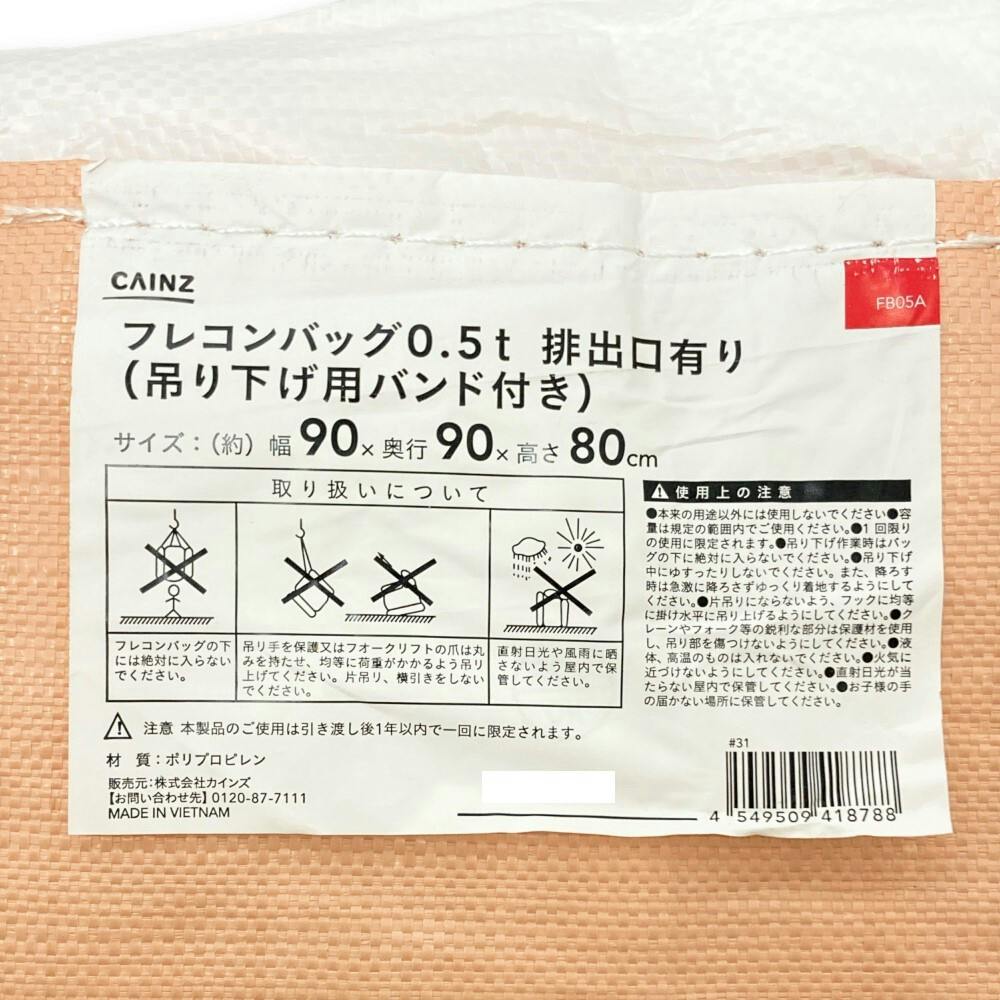 CAINZ
FB05A
フレコンバッグ0.5t 排出口有り
(吊り下げ用バンド付き)
サイズ:(約) 幅 90× 奥行 90× 高さ 80cm
取り扱いについて
フレコンバッグの下
には絶対に入らない
でください。
吊り手を保護又はフォークリフトの爪は丸
みを持たせ、均等に荷重がかかるよう吊り
上げてください。片吊り、横引きをしない
でください。
直射日光や風雨に晒
さないよう屋内で保
管してください。
使用上の注意
●本来の用途以外には使用しないでください●容
量は規定の範囲内でご使用ください。●1回限り
の使用に限定されます。●吊り下げ作業時はバッ
グの下に絶対に入らないでください。●吊り下げ
中にゆすったりしないでください。また、降ろす
時は急激に降ろさずゆっくり着地するようにして
ください。●片吊りにならないよう、フックに均等
に掛け水平に吊り上げるようにしてください。●ク
レーンやフォーク等の鋭利な部分は保護材を使用
し、吊り部を傷つけないようにしてください。●液
体、高温のものは入れないでください。●火気に
近づけないようにしてください。●直射日光が当
たらない屋内で保管してください。●お子様の手
の届かない場所に保管してください。
注意 本製品のご使用は引き渡し後1年以内で一回に限定されます。
材 質:ポリプロピレン
販売元:株式会社カインズ
【お問い合わせ先】0120-87-7111
MADE IN VIETNAM
#31
4 549509 418788